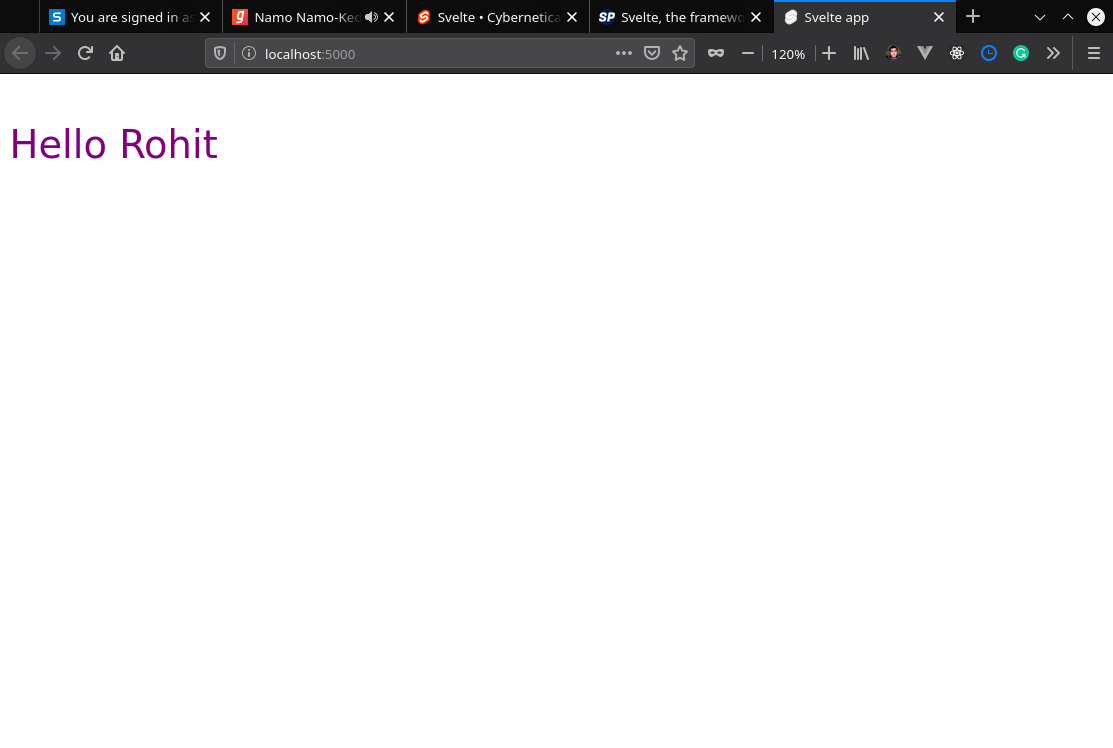 You are signed in as
Namo Namo-Ked
Svelte • Cybernetica
Svelte, the framewo
Svelte app
localhost:5000
120%
Hello Rohit